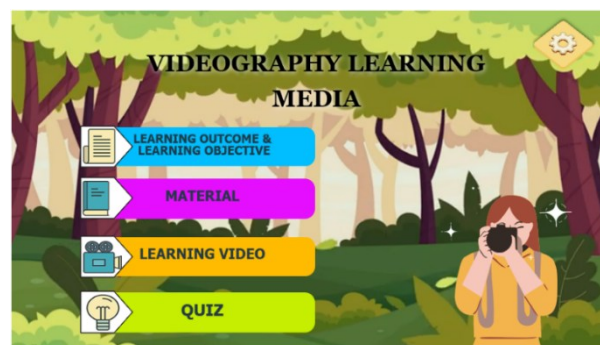 VIDEOGRAPHY LEARNING
MEDIA
LEARNING OUTCOME &
LEARNING OBJECTIVE
MATERIAL
LEARNING VIDEO
QUIZ